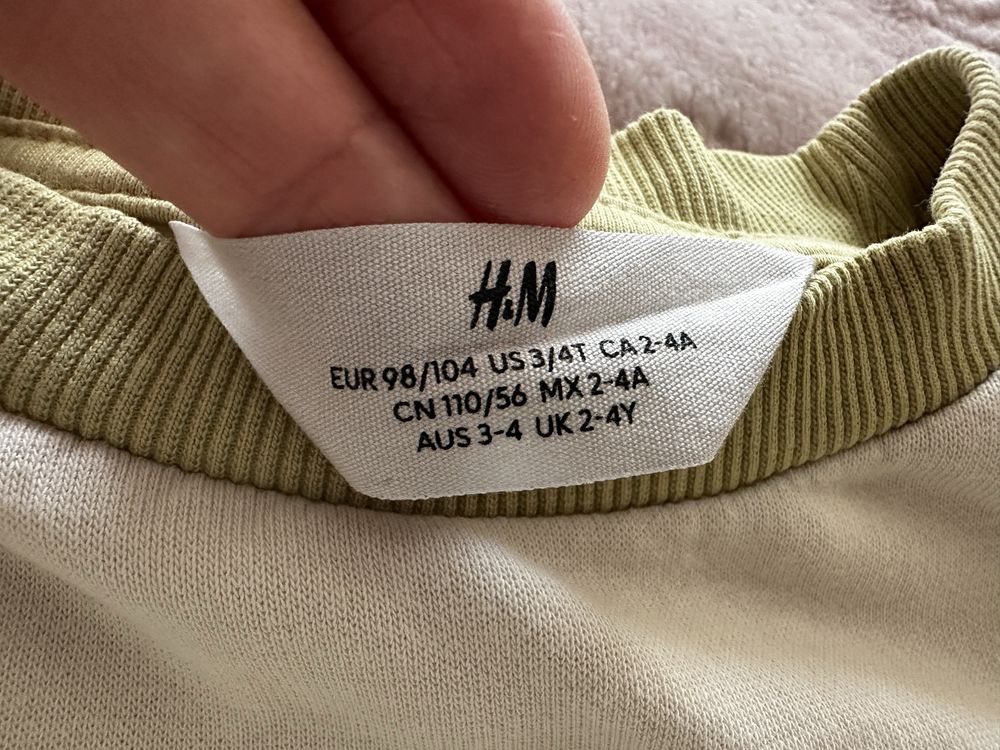 H&M
EUR 98/104 US 3/4T CA 2-4A
CN 110/56 MX 2-4A
AUS 3-4 UK 2-4Y